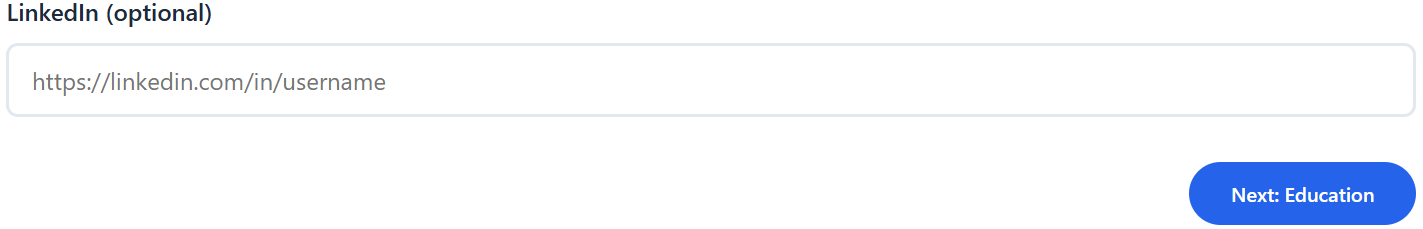 LinkedIn (optional)
https://linkedin.com/in/username
Next: Education